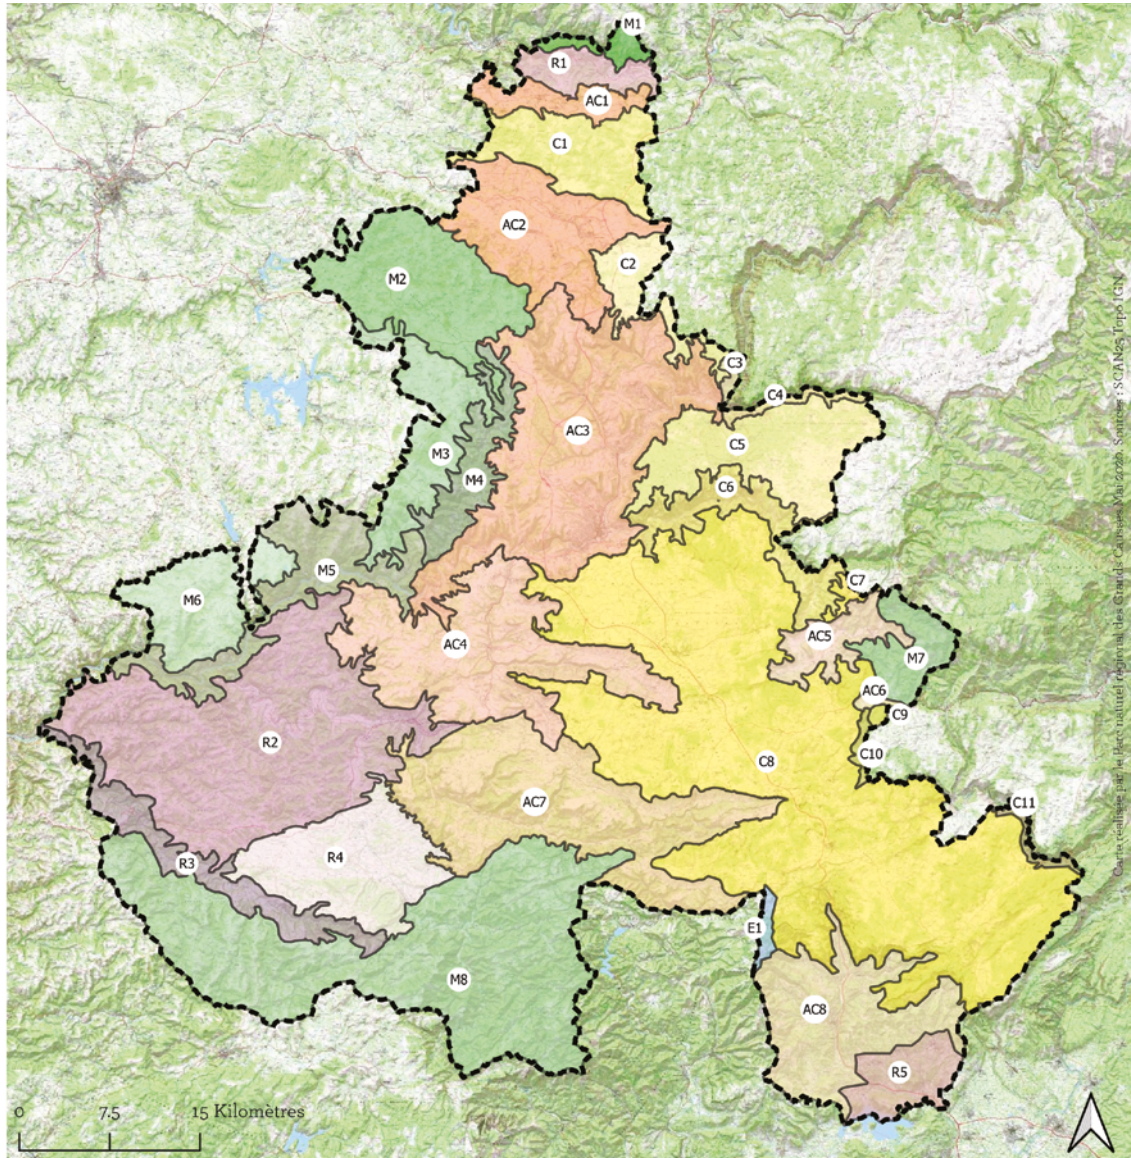 M1
R1
AC1
C1
AC2
C2
M2
C3
C4
AC3
C5
M3
M4
C6
M5
C7
M6
AC5
AC4
M7
AC6
C9
R2
C10
C8
AC7
C11
R4
R3
E1
M8
AC8
R5
0 7.5 15 Kilomètres
Carte réalisée par le Parc naturel régional des Grands Causses, Mai 2020. Sources : SCAN25 Topo IGN